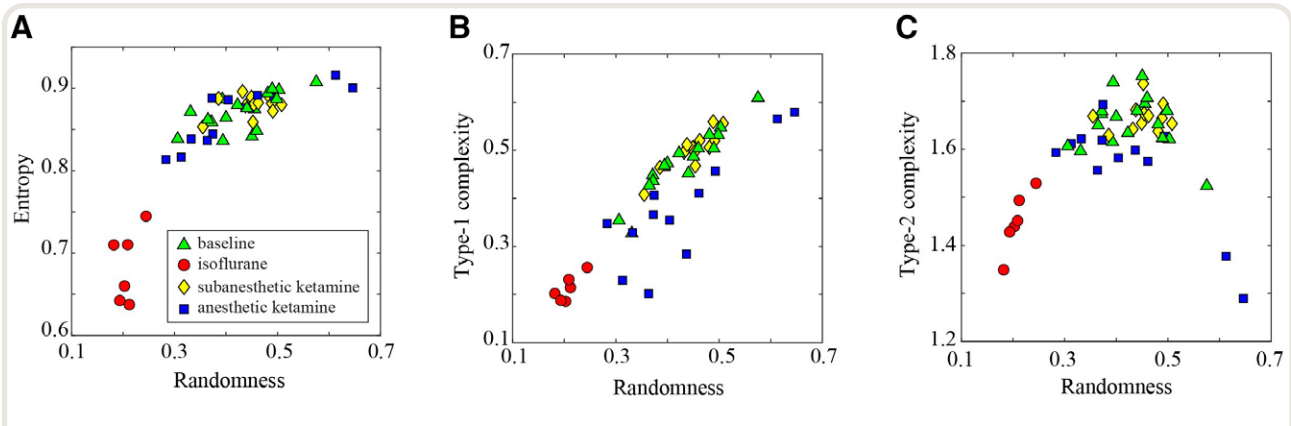 A
B
C
0.9
0.8
0.7
0.6
0.1
0.3
0.5
0.7
Entropy
Randomness
baseline
isoflurane
subanesthetic ketamine
anesthetic ketamine
0.7
0.5
0.3
0.1
0.1
0.3
0.5
0.7
Type-1 complexity
Randomness
1.8
1.6
1.4
1.2
0.1
0.3
0.5
0.7
Type-2 complexity
Randomness